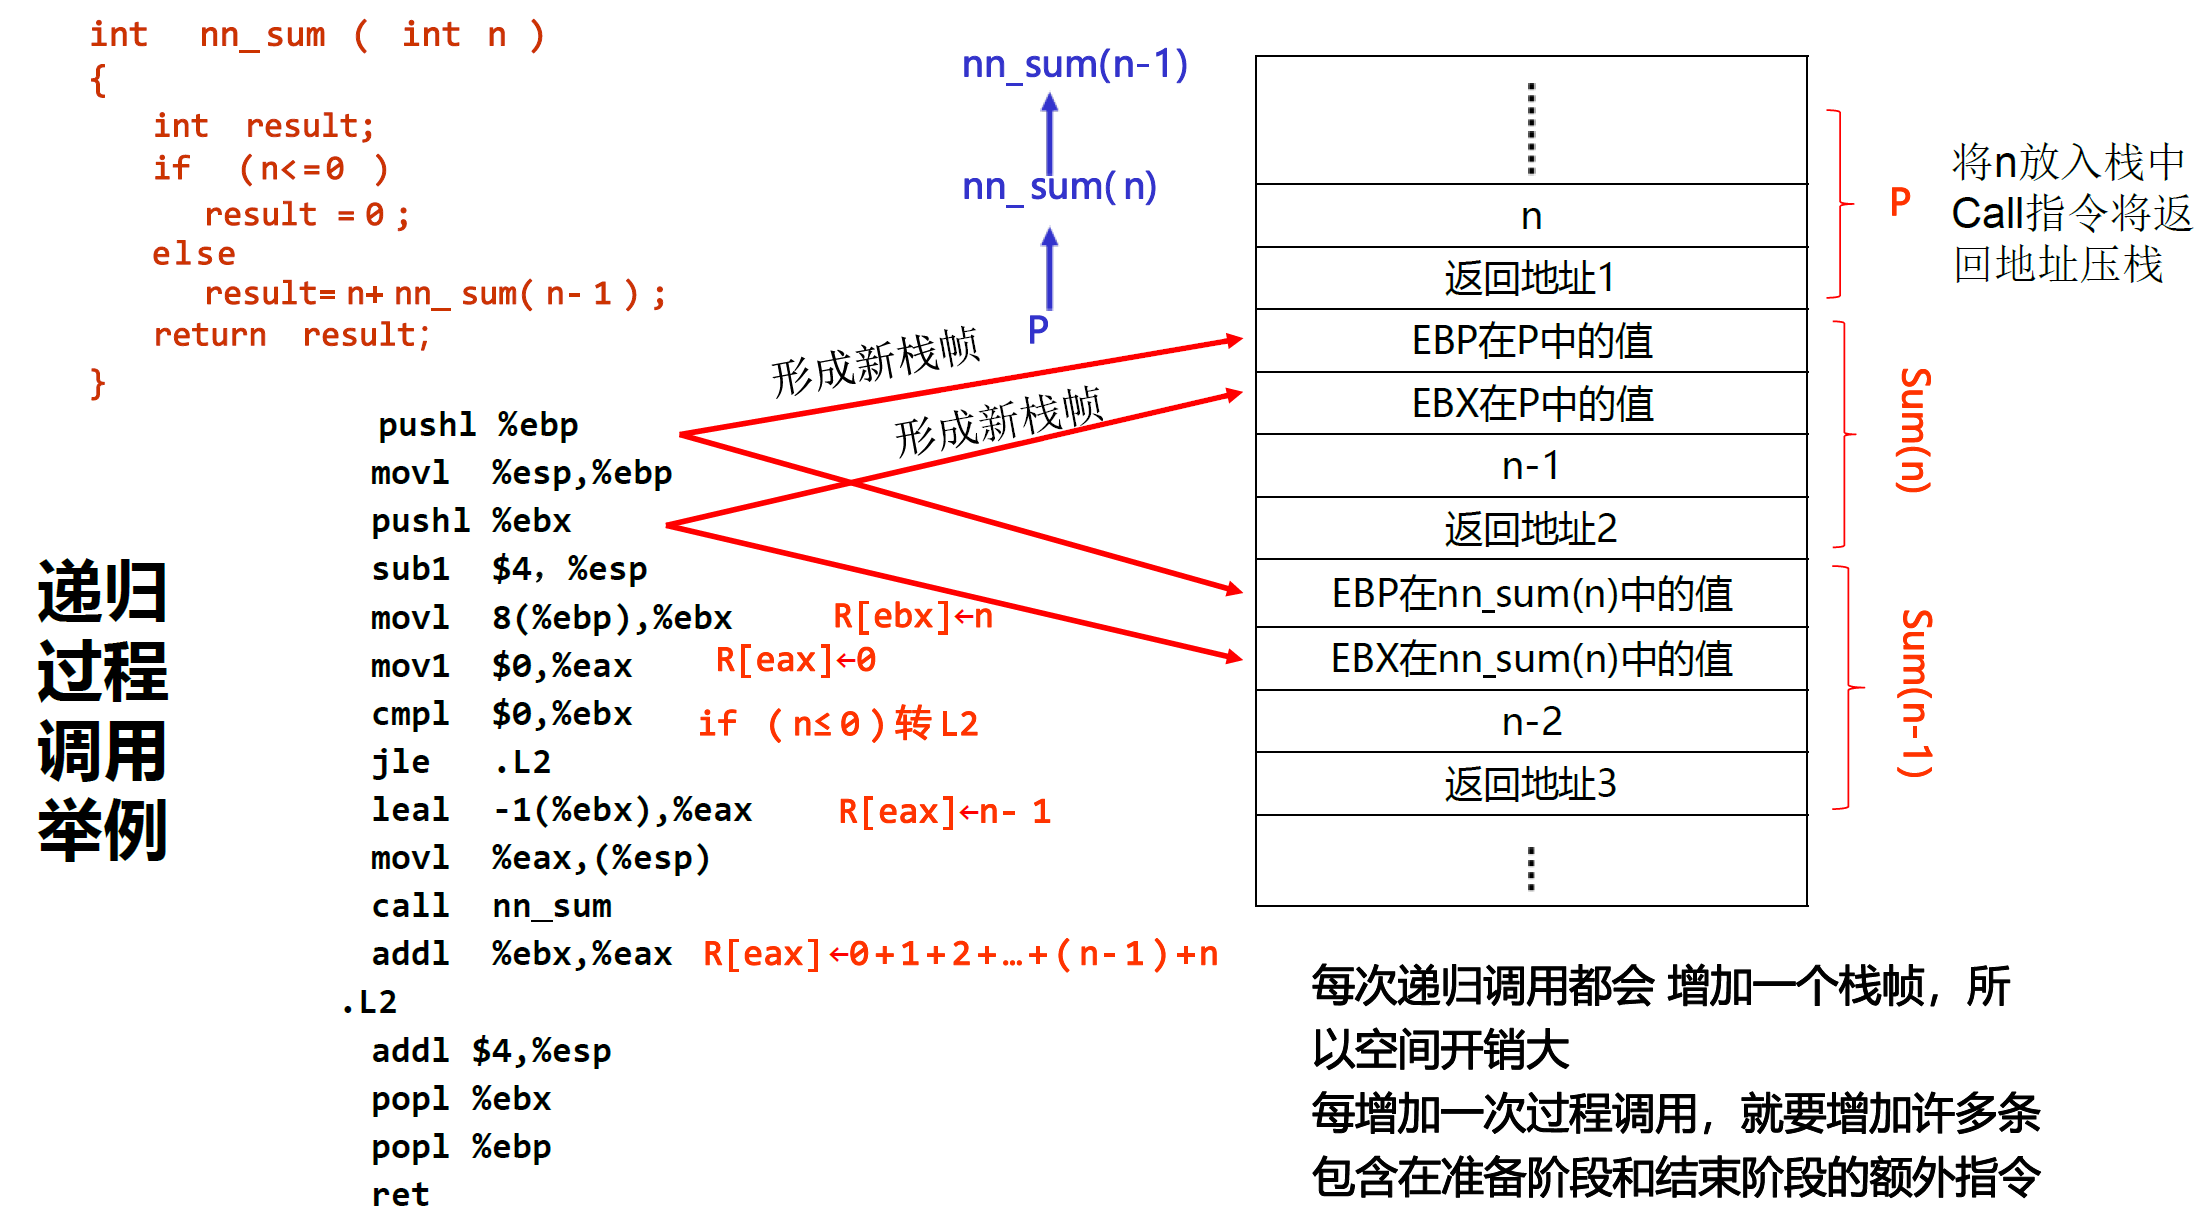 int nn_sum ( int n )
{
int result;
if (n<=0 )
result =0;
else
result=n+nn_sum(n-1);
return result;
}
递归
过程
调用
举例
pushl %ebp
movl %esp,%ebp
pushl %ebx
sub1 $4, %esp
movl 8(%ebp),%ebx R[ebx]←n
mov1 $0,%eax R[eax]←0
cmpl $0,%ebx if (n≤0)转L2
jle .L2
leal -1(%ebx),%eax R[eax]←n-1
movl %eax,(%esp)
call nn_sum
addl %ebx,%eax R[eax]←0+1+2+…+(n-1)+n
.L2
addl $4,%esp
popl %ebx
popl %ebp
ret
nn_sum(n-1)
nn_sum(n)
P
形成新栈帧
形成新栈帧
n
返回地址1
EBP在P中的值
EBX在P中的值
n-1
返回地址2
EBP在nn_sum(n)中的值
EBX在nn_sum(n)中的值
n-2
返回地址3
P
Sum(n)
Sum(n-1)
将n放入栈中
Call指令将返
回地址压栈
每次递归调用都会 增加一个栈帧，所
以空间开销大
每增加一次过程调用，就要增加许多条
包含在准备阶段和结束阶段的额外指令